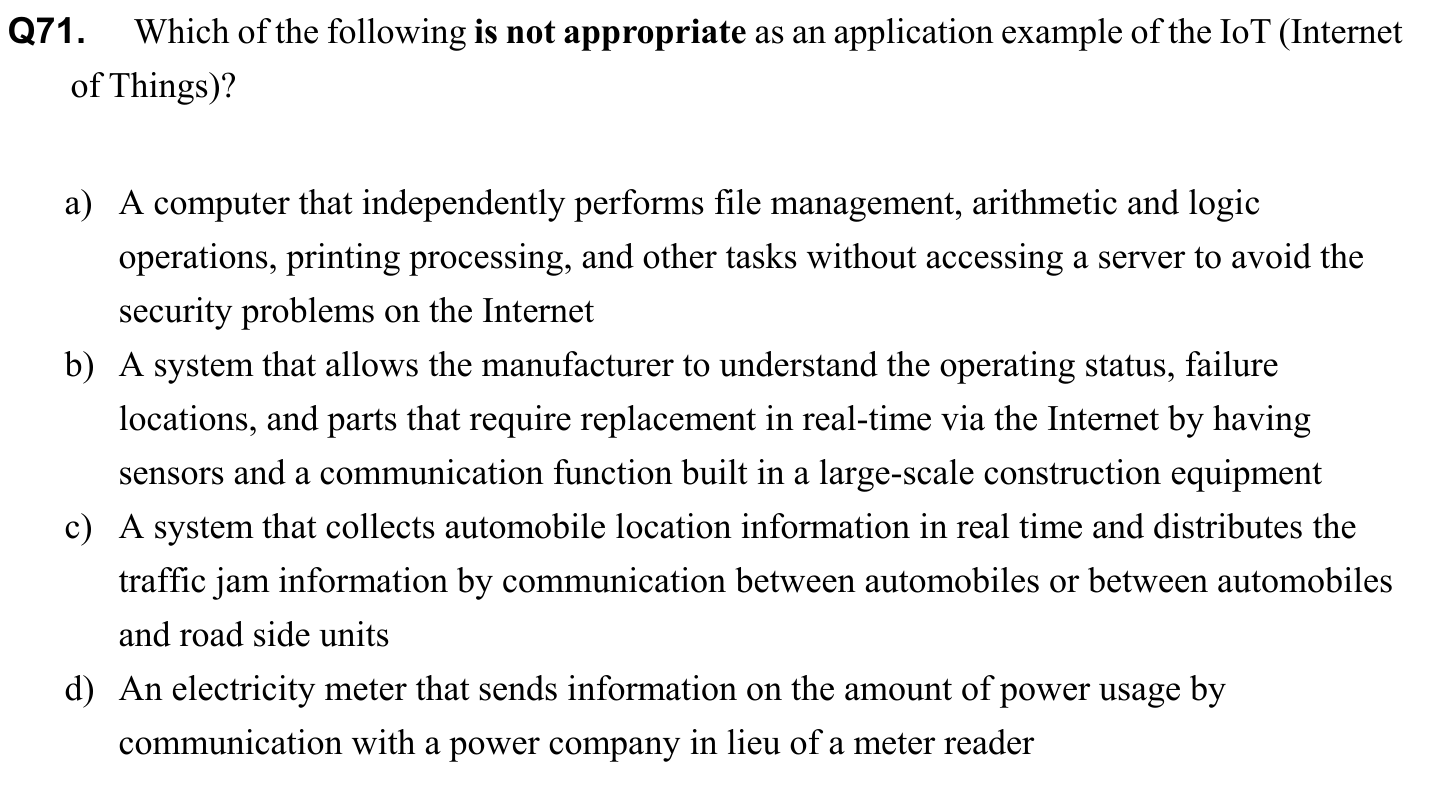 Q71. Which of the following is not appropriate as an application example of the IoT (Internet
of Things)?
a) A computer that independently performs file management, arithmetic and logic
operations, printing processing, and other tasks without accessing a server to avoid the
security problems on the Internet
b) A system that allows the manufacturer to understand the operating status, failure
locations, and parts that require replacement in real-time via the Internet by having
sensors and a communication function built in a large-scale construction equipment
c) A system that collects automobile location information in real time and distributes the
traffic jam information by communication between automobiles or between automobiles
and road side units
d) An electricity meter that sends information on the amount of power usage by
communication with a power company in lieu of a meter reader